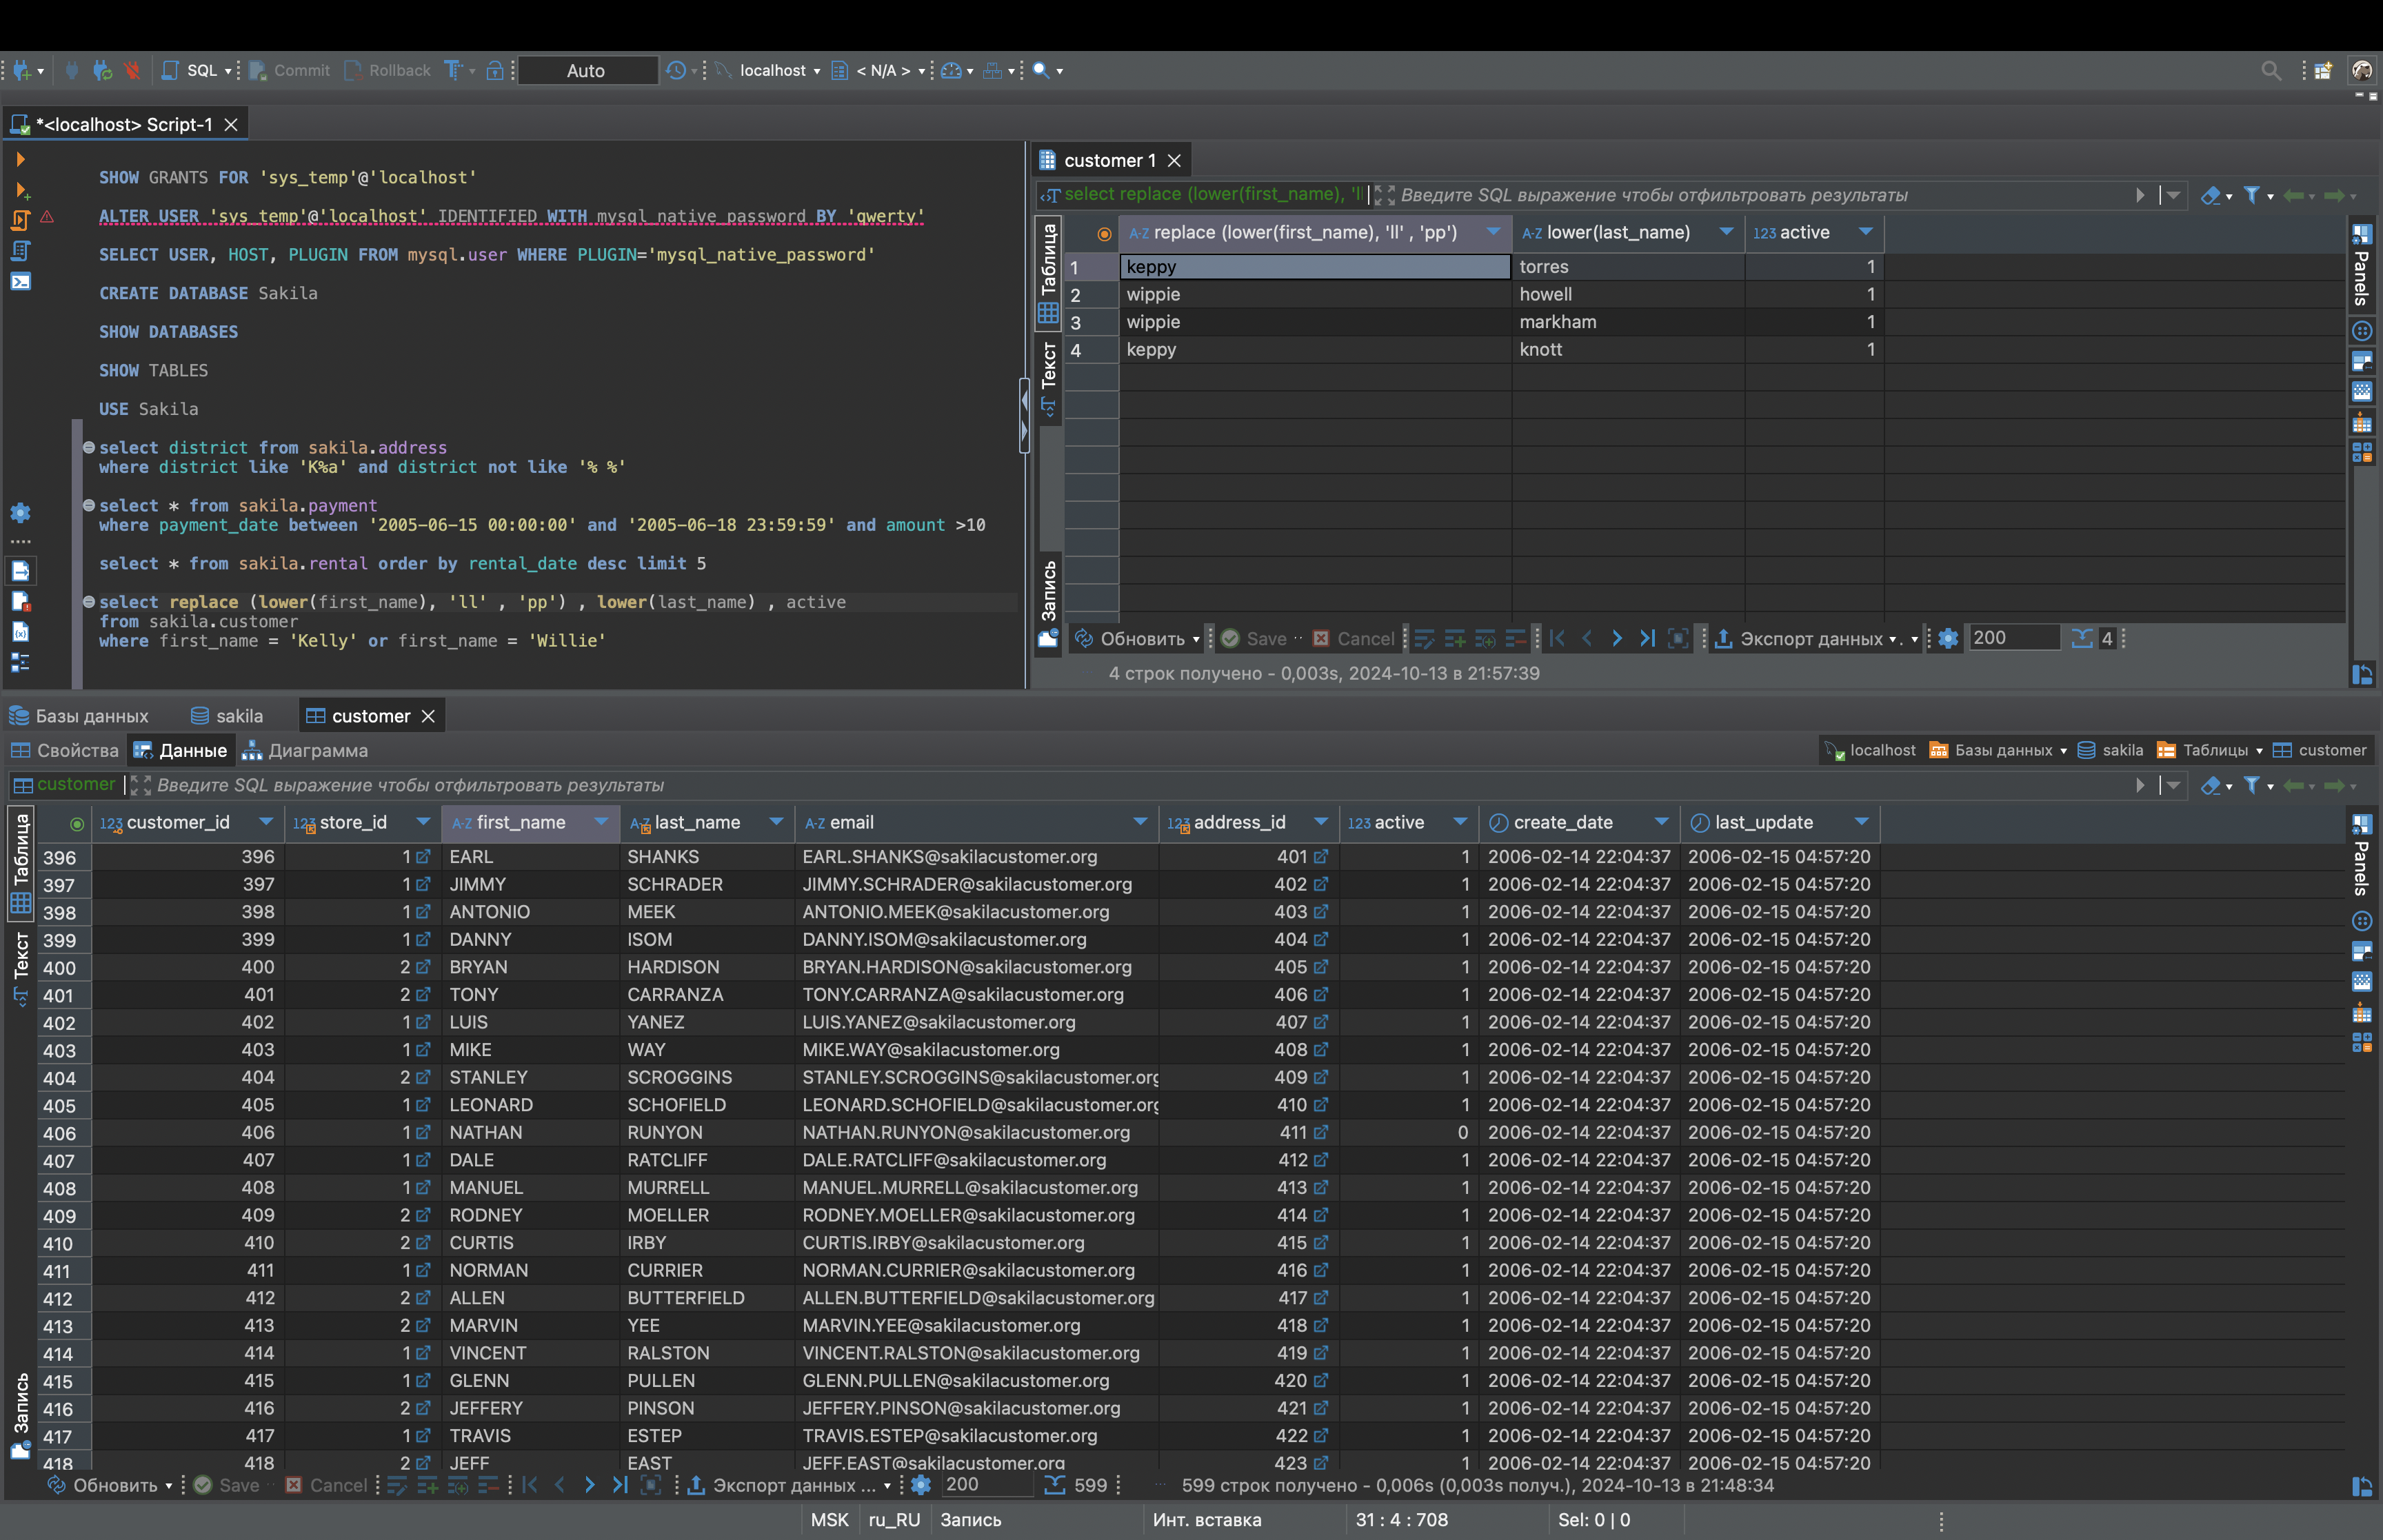 SQL Commit Rollback Auto localhost < N/A >
*<localhost> Script-1
SHOW GRANTS FOR 'sys_temp'@'localhost'
ALTER USER 'sys_temp'@'localhost' IDENTIFIED WITH mysql_native_password BY 'qwerty'
SELECT USER, HOST, PLUGIN FROM mysql.user WHERE PLUGIN='mysql_native_password'
CREATE DATABASE Sakila
SHOW DATABASES
SHOW TABLES
USE Sakila
select district from sakila.address
where district like 'K%a' and district not like '% %'
select * from sakila.payment
where payment_date between '2005-06-15 00:00:00' and '2005-06-18 23:59:59' and amount >10
select * from sakila.rental order by rental_date desc limit 5
select replace (lower(first_name), 'll' , 'pp') , lower(last_name) , active
from sakila.customer
where first_name = 'Kelly' or first_name = 'Willie'
customer 1
select replace (lower(first_name), 'll Введите SQL выражение чтобы отфильтровать результаты
Таблица
Текст
Запись
Panels
A-Z replace (lower(first_name), 'll' , 'pp') A-Z lower(last_name) 123 active
1 keppy torres 1
2 wippie howell 1
3 wippie markham 1
4 keppy knott 1
Обновить Save Cancel Экспорт данных 200 4
4 строк получено - 0,003s, 2024-10-13 в 21:57:39
Базы данных sakila customer
Свойства Данные Диаграмма localhost Базы данных sakila Таблицы customer
customer Введите SQL выражение чтобы отфильтровать результаты
Таблица
Текст
Запись
Panels
123 customer_id 123 store_id A-Z first_name A-Z last_name A-Z email 123 address_id 123 active create_date last_update
396 396 1 EARL SHANKS EARL.SHANKS@sakilacustomer.org 401 1 2006-02-14 22:04:37 2006-02-15 04:57:20
397 397 1 JIMMY SCHRADER JIMMY.SCHRADER@sakilacustomer.org 402 1 2006-02-14 22:04:37 2006-02-15 04:57:20
398 398 1 ANTONIO MEEK ANTONIO.MEEK@sakilacustomer.org 403 1 2006-02-14 22:04:37 2006-02-15 04:57:20
399 399 1 DANNY ISOM DANNY.ISOM@sakilacustomer.org 404 1 2006-02-14 22:04:37 2006-02-15 04:57:20
400 400 2 BRYAN HARDISON BRYAN.HARDISON@sakilacustomer.org 405 1 2006-02-14 22:04:37 2006-02-15 04:57:20
401 401 2 TONY CARRANZA TONY.CARRANZA@sakilacustomer.org 406 1 2006-02-14 22:04:37 2006-02-15 04:57:20
402 402 1 LUIS YANEZ LUIS.YANEZ@sakilacustomer.org 407 1 2006-02-14 22:04:37 2006-02-15 04:57:20
403 403 1 MIKE WAY MIKE.WAY@sakilacustomer.org 408 1 2006-02-14 22:04:37 2006-02-15 04:57:20
404 404 2 STANLEY SCROGGINS STANLEY.SCROGGINS@sakilacustomer.org 409 1 2006-02-14 22:04:37 2006-02-15 04:57:20
405 405 1 LEONARD SCHOFIELD LEONARD.SCHOFIELD@sakilacustomer.org 410 1 2006-02-14 22:04:37 2006-02-15 04:57:20
406 406 1 NATHAN RUNYON NATHAN.RUNYON@sakilacustomer.org 411 0 2006-02-14 22:04:37 2006-02-15 04:57:20
407 407 1 DALE RATCLIFF DALE.RATCLIFF@sakilacustomer.org 412 1 2006-02-14 22:04:37 2006-02-15 04:57:20
408 408 1 MANUEL MURRELL MANUEL.MURRELL@sakilacustomer.org 413 1 2006-02-14 22:04:37 2006-02-15 04:57:20
409 409 2 RODNEY MOELLER RODNEY.MOELLER@sakilacustomer.org 414 1 2006-02-14 22:04:37 2006-02-15 04:57:20
410 410 2 CURTIS IRBY CURTIS.IRBY@sakilacustomer.org 415 1 2006-02-14 22:04:37 2006-02-15 04:57:20
411 411 1 NORMAN CURRIER NORMAN.CURRIER@sakilacustomer.org 416 1 2006-02-14 22:04:37 2006-02-15 04:57:20
412 412 2 ALLEN BUTTERFIELD ALLEN.BUTTERFIELD@sakilacustomer.org 417 1 2006-02-14 22:04:37 2006-02-15 04:57:20
413 413 2 MARVIN YEE MARVIN.YEE@sakilacustomer.org 418 1 2006-02-14 22:04:37 2006-02-15 04:57:20
414 414 1 VINCENT RALSTON VINCENT.RALSTON@sakilacustomer.org 419 1 2006-02-14 22:04:37 2006-02-15 04:57:20
415 415 1 GLENN PULLEN GLENN.PULLEN@sakilacustomer.org 420 1 2006-02-14 22:04:37 2006-02-15 04:57:20
416 416 2 JEFFERY PINSON JEFFERY.PINSON@sakilacustomer.org 421 1 2006-02-14 22:04:37 2006-02-15 04:57:20
417 417 1 TRAVIS ESTEP TRAVIS.ESTEP@sakilacustomer.org 422 1 2006-02-14 22:04:37 2006-02-15 04:57:20
418 418 2 JEFF EAST JEFF.EAST@sakilacustomer.org 423 1 2006-02-14 22:04:37 2006-02-15 04:57:20
Обновить Save Cancel Экспорт данных ... 200 599 599 строк получено - 0,006s (0,003s получ.), 2024-10-13 в 21:48:34
MSK ru_RU Запись Инт. вставка 31 : 4 : 708 Sel: 0 | 0